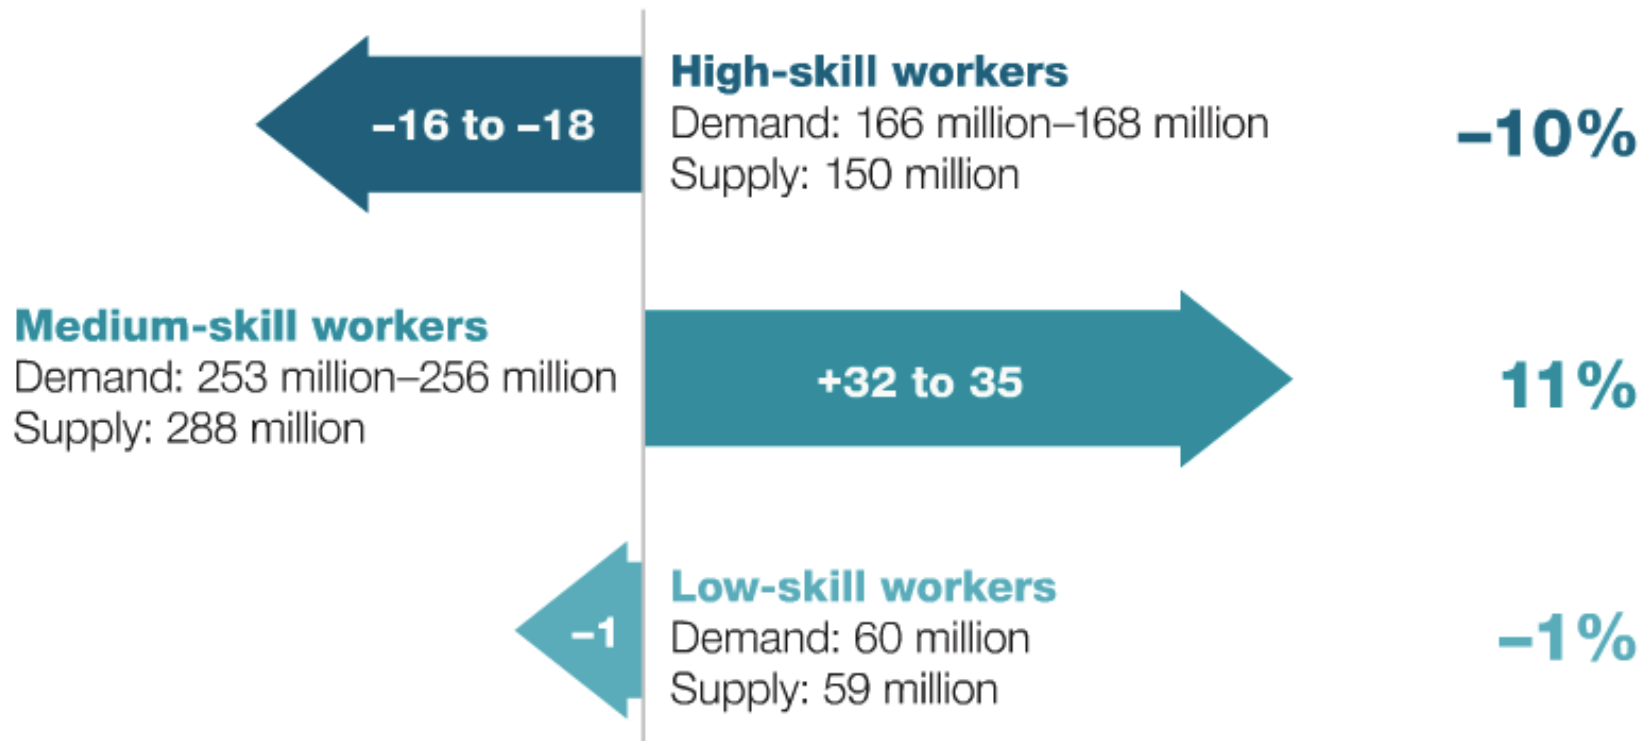 –16 to –18
High-skill workers
Demand: 166 million–168 million
Supply: 150 million
–10%
Medium-skill workers
Demand: 253 million–256 million
Supply: 288 million
+32 to 35
11%
–1
Low-skill workers
Demand: 60 million
Supply: 59 million
–1%